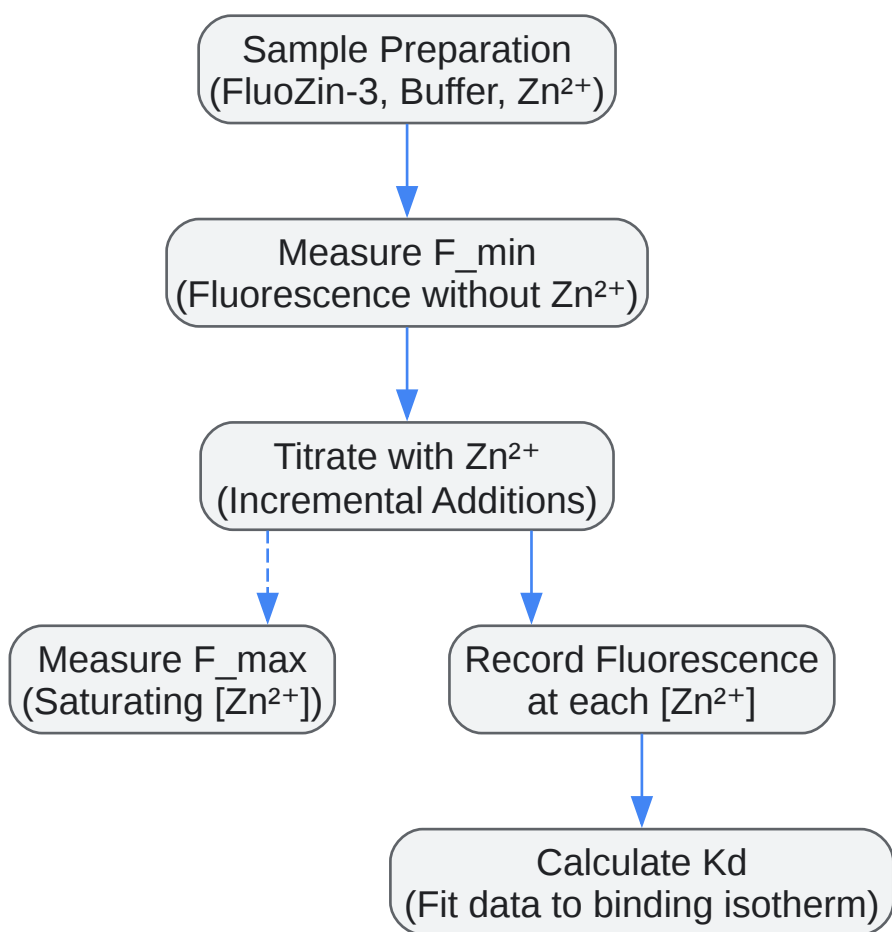 Sample Preparation
(FluoZin-3, Buffer, Zn²⁺)
Measure F_min
(Fluorescence without Zn²⁺)
Titrate with Zn²⁺
(Incremental Additions)
Measure F_max
(Saturating [Zn²⁺])
Record Fluorescence
at each [Zn²⁺]
Calculate Kd
(Fit data to binding isotherm)